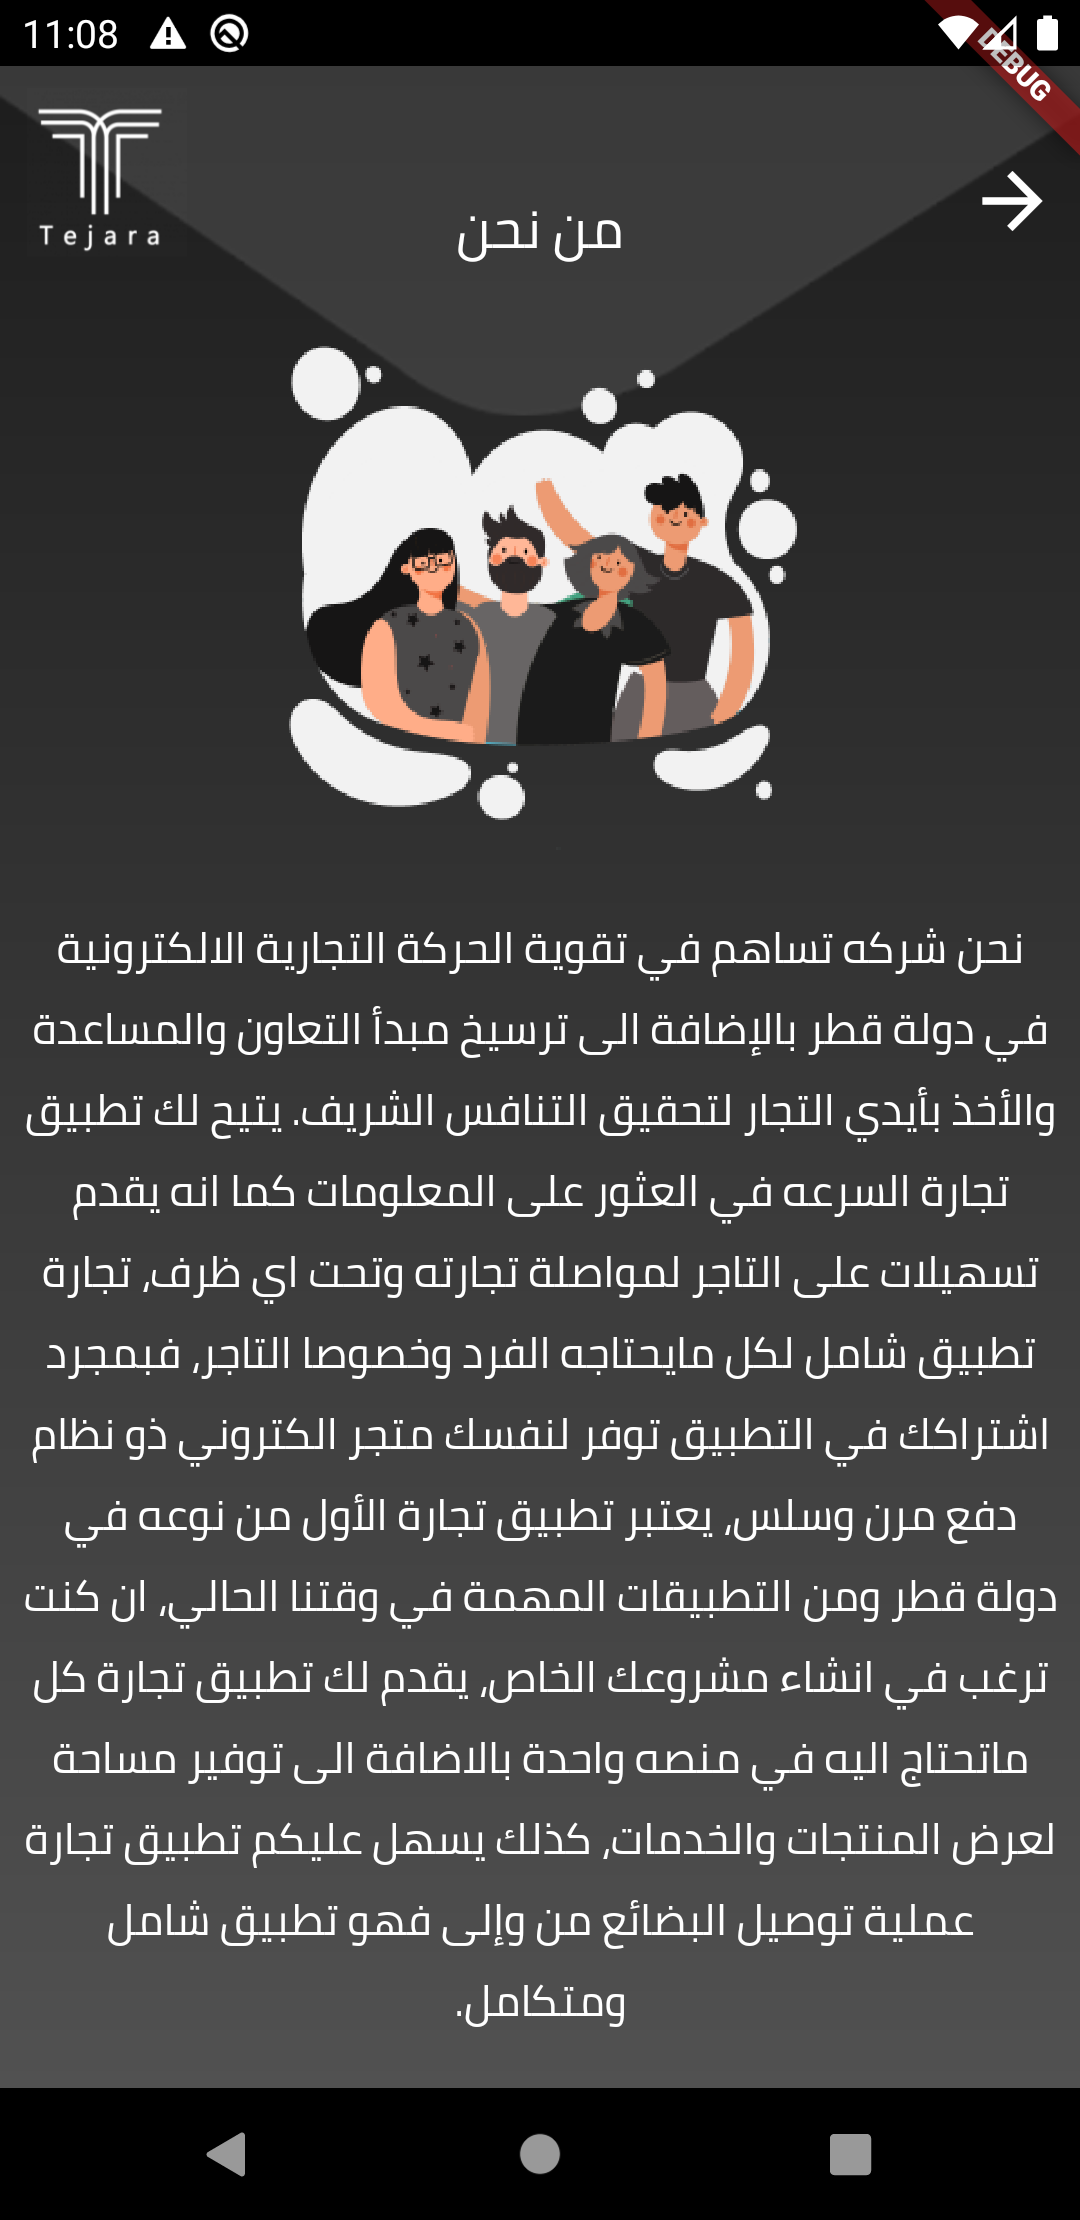 11:08
DEBUG
Tejara
من نحن
نحن شركه تساهم في تقوية الحركة التجارية الالكترونية
في دولة قطر بالإضافة الى ترسيخ مبدأ التعاون والمساعدة
والأخذ بأيدي التجار لتحقيق التنافس الشريف. يتيح لك تطبيق
تجارة السرعه في العثور على المعلومات كما انه يقدم
تسهيلات على التاجر لمواصلة تجارته وتحت اي ظرف، تجارة
تطبيق شامل لكل مايحتاجه الفرد وخصوصا التاجر، فبمجرد
اشتراكك في التطبيق توفر لنفسك متجر الكتروني ذو نظام
دفع مرن وسلس، يعتبر تطبيق تجارة الأول من نوعه في
دولة قطر ومن التطبيقات المهمة في وقتنا الحالي، ان كنت
ترغب في انشاء مشروعك الخاص، يقدم لك تطبيق تجارة كل
ماتحتاج اليه في منصه واحدة بالاضافة الى توفير مساحة
لعرض المنتجات والخدمات، كذلك يسهل عليكم تطبيق تجارة
عملية توصيل البضائع من وإلى فهو تطبيق شامل
ومتكامل.